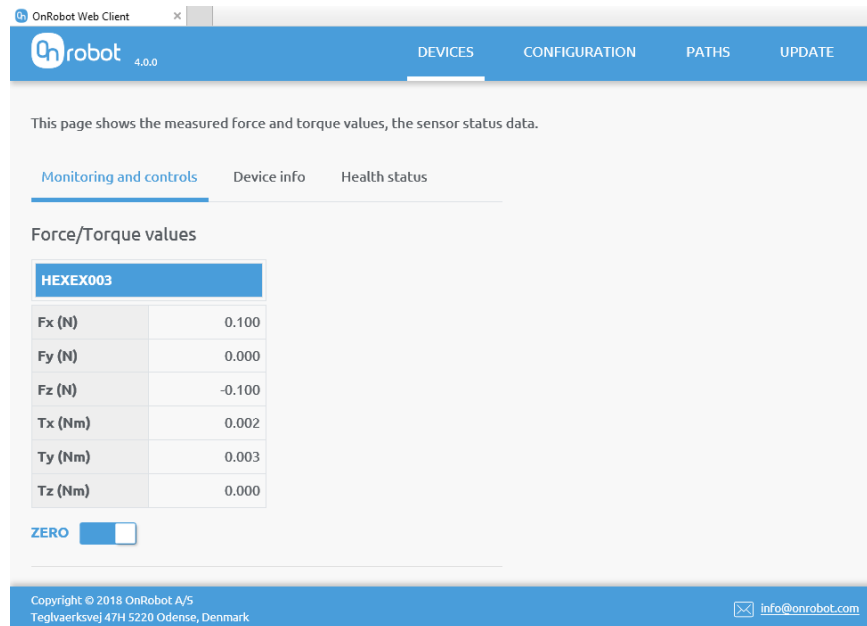 OnRobot Web Client
On robot 4.0.0
DEVICES CONFIGURATION PATHS UPDATE
This page shows the measured force and torque values, the sensor status data.
Monitoring and controls Device info Health status
Force/Torque values
HEXEX003
Fx (N) 0.100
Fy (N) 0.000
Fz (N) -0.100
Tx (Nm) 0.002
Ty (Nm) 0.003
Tz (Nm) 0.000
ZERO
Copyright © 2018 OnRobot A/S
Teglvaerksvej 47H 5220 Odense, Denmark
info@onrobot.com